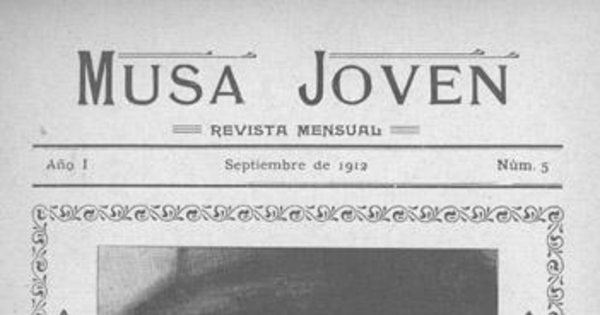 MUSA JOVEN
REVISTA MENSUAL
Año I Septiembre de 1912 Núm. 5